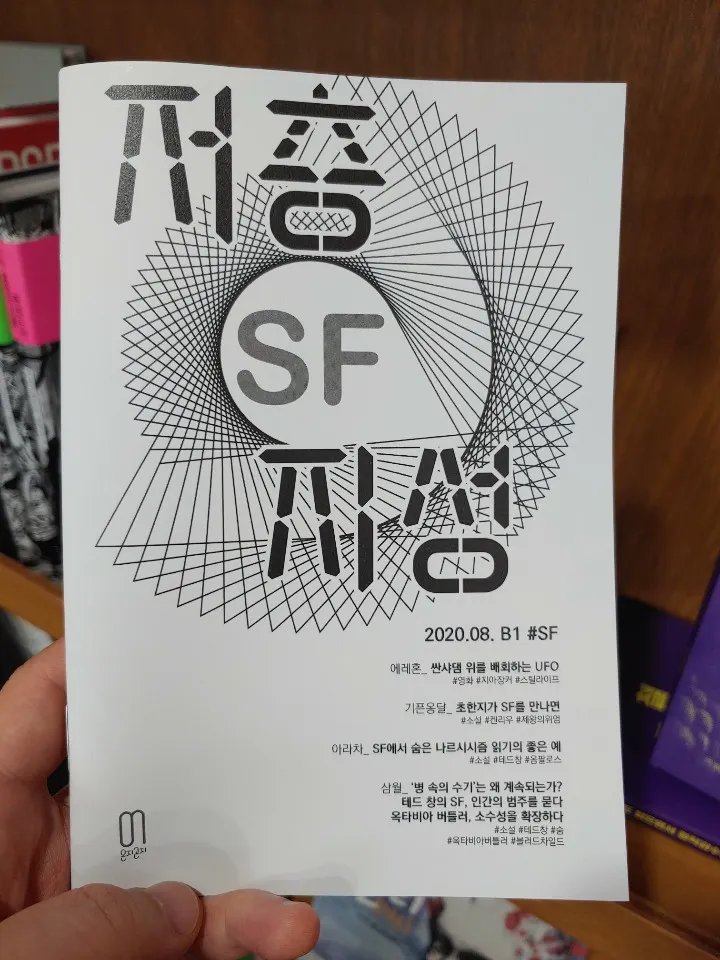 저흠
SF
지성
2020.08. B1 #SF
에레혼_ 싼샤댐 위를 배회하는 UFO
#영화 #지아장커 #스틸라이프
기픈옹달_ 초한지가 SF를 만나면
#소설 #켄리우 #제왕의위엄
아라차_ SF에서 숨은 나르시시즘 읽기의 좋은 예
#소설 #테드창 #옴팔로스
삼월_ ‘병 속의 수기’는 왜 계속되는가?
테드 창의 SF, 인간의 범주를 묻다
옥타비아 버틀러, 소수성을 확장하다
#소설 #테드창 #숨
#옥타비아버틀러 #블러드차일드